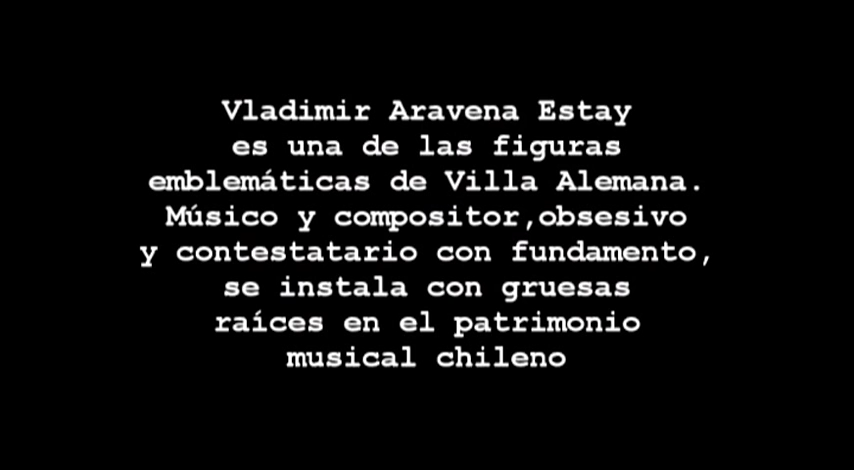 Vladimir Aravena Estay
es una de las figuras
emblemáticas de Villa Alemana.
Músico y compositor,obsesivo
y contestatario con fundamento,
se instala con gruesas
raíces en el patrimonio
musical chileno